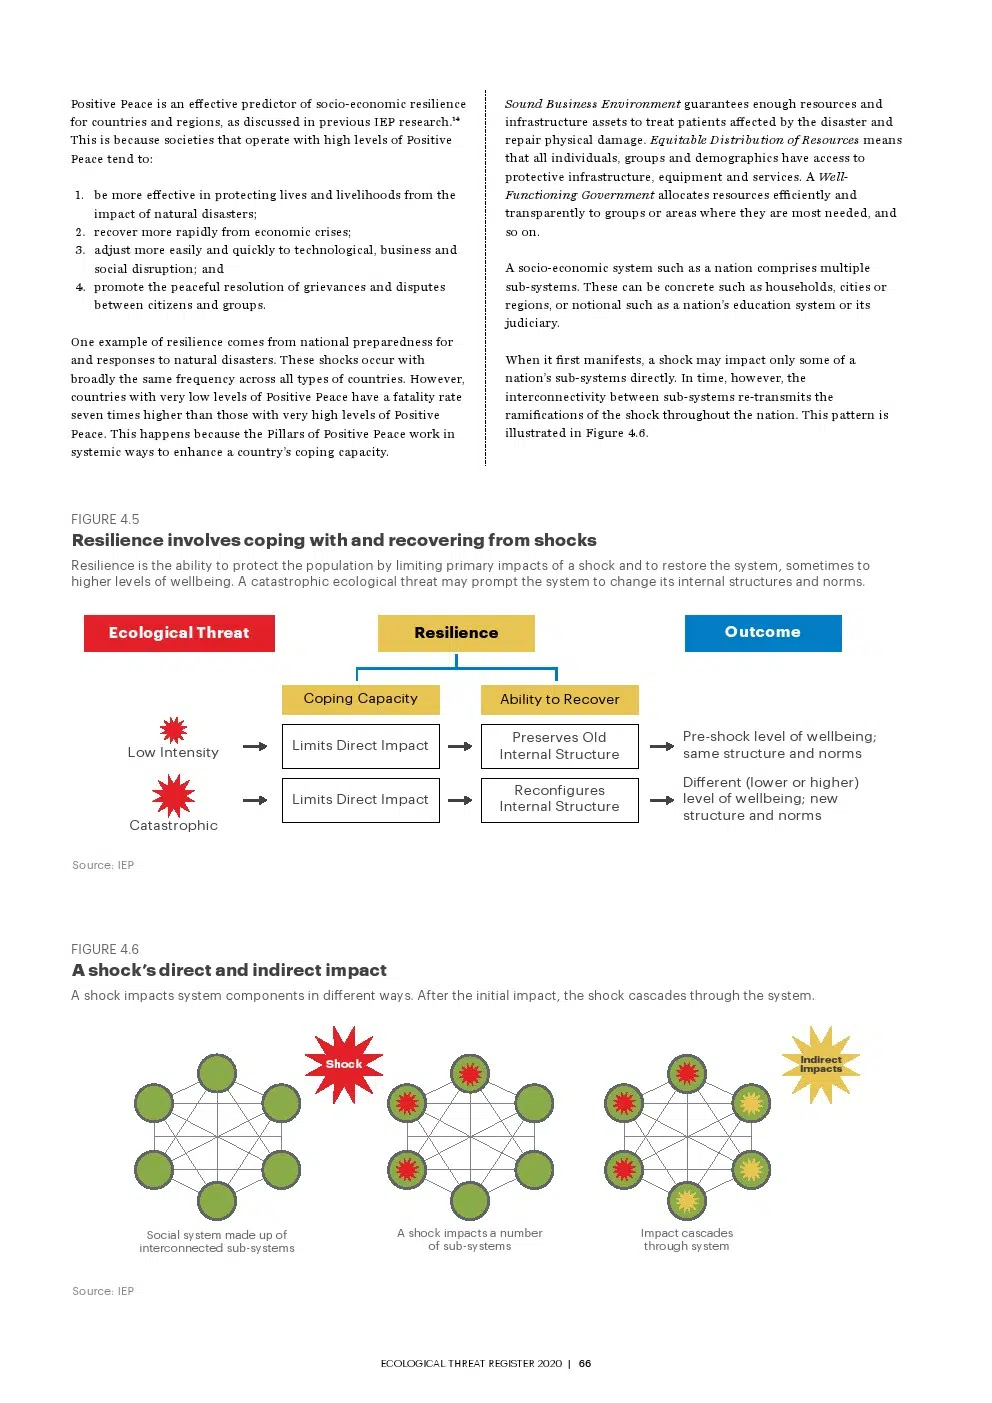 Positive Peace is an effective predictor of socio-economic resilience
for countries and regions, as discussed in previous IEP research.¹⁴
This is because societies that operate with high levels of Positive
Peace tend to:
1. be more effective in protecting lives and livelihoods from the
impact of natural disasters;
2. recover more rapidly from economic crises;
3. adjust more easily and quickly to technological, business and
social disruption; and
4. promote the peaceful resolution of grievances and disputes
between citizens and groups.
One example of resilience comes from national preparedness for
and responses to natural disasters. These shocks occur with
broadly the same frequency across all types of countries. However,
countries with very low levels of Positive Peace have a fatality rate
seven times higher than those with very high levels of Positive
Peace. This happens because the Pillars of Positive Peace work in
systemic ways to enhance a country's coping capacity.
Sound Business Environment guarantees enough resources and
infrastructure assets to treat patients affected by the disaster and
repair physical damage. Equitable Distribution of Resources means
that all individuals, groups and demographics have access to
protective infrastructure, equipment and services. A Well-
Functioning Government allocates resources efficiently and
transparently to groups or areas where they are most needed, and
so on.
A socio-economic system such as a nation comprises multiple
sub-systems. These can be concrete such as households, cities or
regions, or notional such as a nation's education system or its
judiciary.
When it first manifests, a shock may impact only some of a
nation's sub-systems directly. In time, however, the
interconnectivity between sub-systems re-transmits the
ramifications of the shock throughout the nation. This pattern is
illustrated in Figure 4.6.
FIGURE 4.5
Resilience involves coping with and recovering from shocks
Resilience is the ability to protect the population by limiting primary impacts of a shock and to restore the system, sometimes to
higher levels of wellbeing. A catastrophic ecological threat may prompt the system to change its internal structures and norms.
Ecological Threat
Resilience
Outcome
Coping Capacity
Ability to Recover
Low Intensity
Limits Direct Impact
Preserves Old
Internal Structure
Pre-shock level of wellbeing;
same structure and norms
Catastrophic
Limits Direct Impact
Reconfigures
Internal Structure
Different (lower or higher)
level of wellbeing; new
structure and norms
Source: IEP
FIGURE 4.6
A shock's direct and indirect impact
A shock impacts system components in different ways. After the initial impact, the shock cascades through the system.
Shock
Indirect
Impacts
Social system made up of
interconnected sub-systems
A shock impacts a number
of sub-systems
Impact cascades
through system
Source: IEP
ECOLOGICAL THREAT REGISTER 2020 | 66